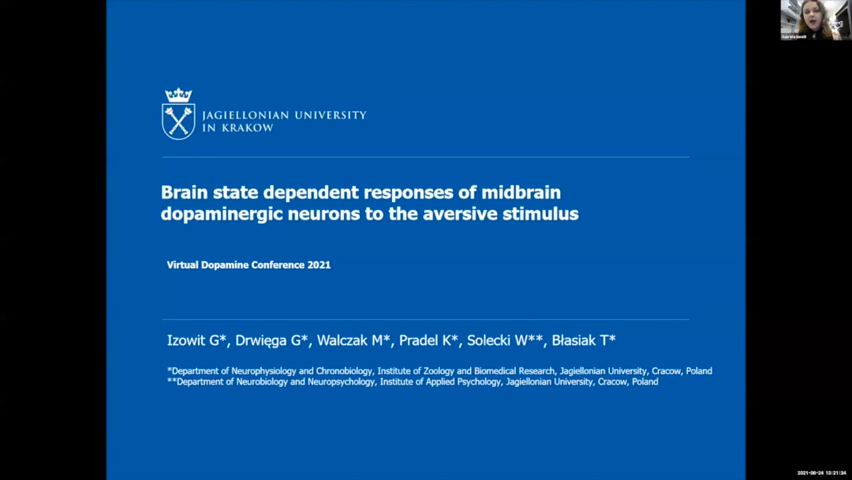 JAGIELLONIAN UNIVERSITY
IN KRAKOW
Brain state dependent responses of midbrain
dopaminergic neurons to the aversive stimulus
Virtual Dopamine Conference 2021
Izowit G*, Drwięga G*, Walczak M*, Pradel K*, Solecki W**, Błasiak T*
*Department of Neurophysiology and Chronobiology, Institute of Zoology and Biomedical Research, Jagiellonian University, Cracow, Poland
**Department of Neurobiology and Neuropsychology, Institute of Applied Psychology, Jagiellonian University, Cracow, Poland